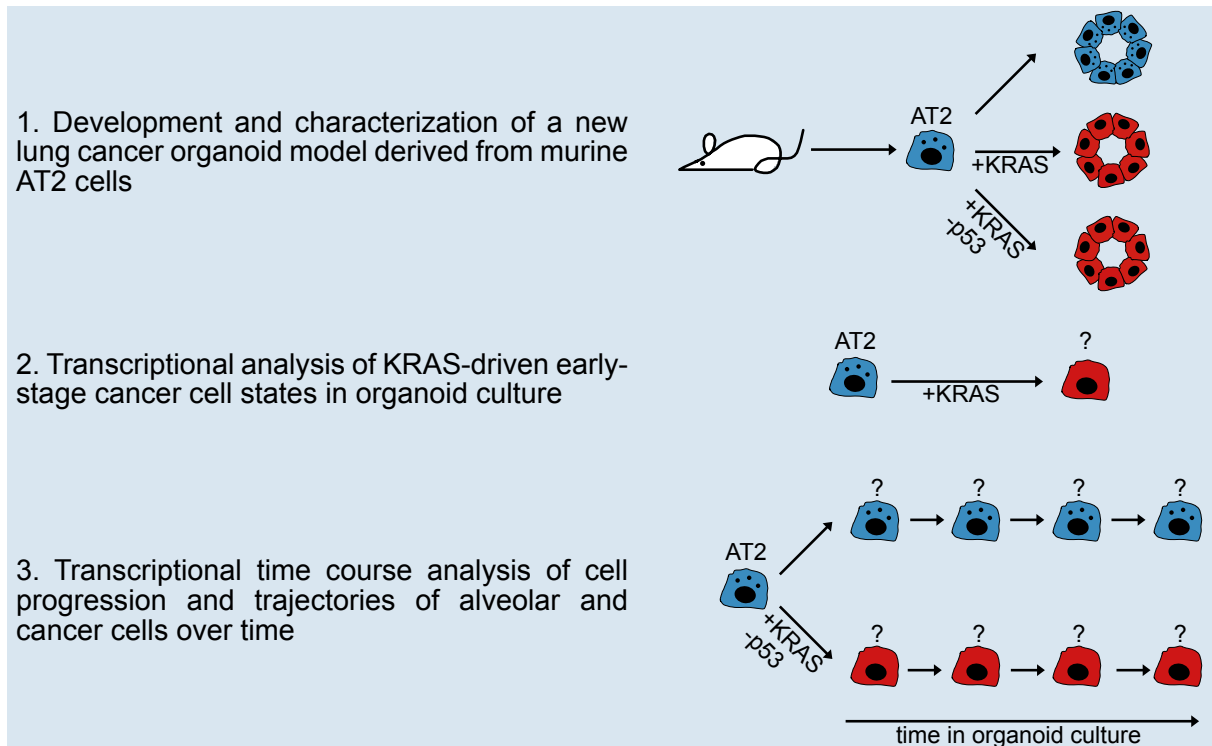 1. Development and characterization of a new
lung cancer organoid model derived from murine
AT2 cells
AT2
+KRAS
+KRAS
-p53
2. Transcriptional analysis of KRAS-driven early-
stage cancer cell states in organoid culture
AT2
+KRAS
?
3. Transcriptional time course analysis of cell
progression and trajectories of alveolar and
cancer cells over time
AT2
+KRAS
-p53
? ? ? ?
? ? ? ?
time in organoid culture